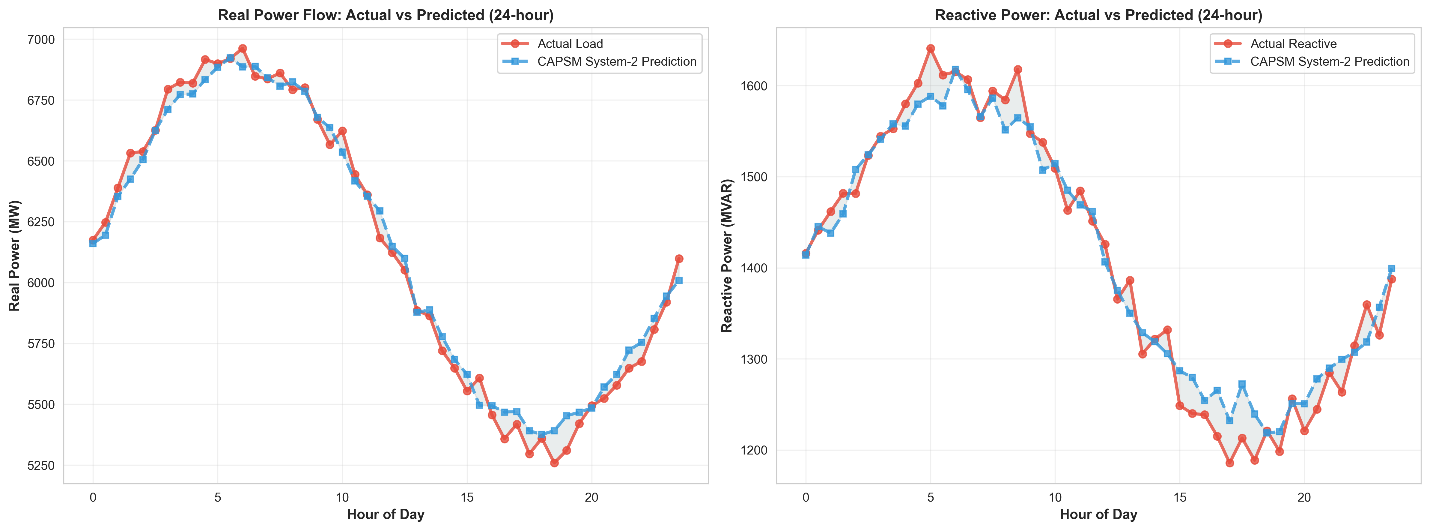 Real Power Flow: Actual vs Predicted (24-hour)
Actual Load
CAPSM System-2 Prediction
Real Power (MW)
7000
6750
6500
6250
6000
5750
5500
5250
0 5 10 15 20
Hour of Day
Reactive Power: Actual vs Predicted (24-hour)
Actual Reactive
CAPSM System-2 Prediction
Reactive Power (MVAR)
1600
1500
1400
1300
1200
0 5 10 15 20
Hour of Day